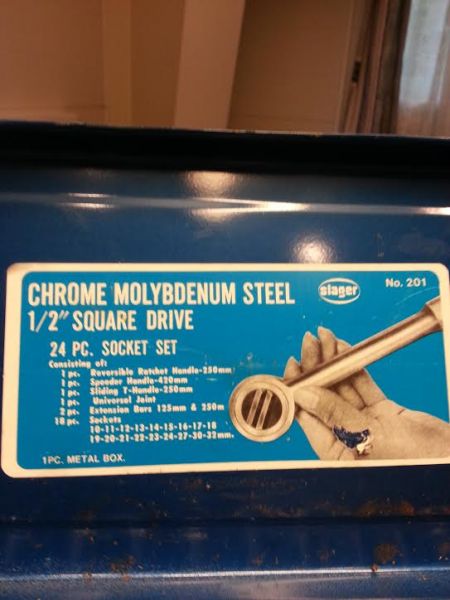 CHROME MOLYBDENUM STEEL
slager
No. 201
1/2" SQUARE DRIVE
24 PC. SOCKET SET
Consisting of:
1 pc. Reversible Ratchet Handle-250mm
1 pc. Speeder Handle-420mm
1 pc. Sliding T-Handle-250mm
1 pc. Universal Joint
2 pc. Extension Bars 125mm & 250m
18 pc. Sockets
10-11-12-13-14-15-16-17-18
19-20-21-22-23-24-27-30-32mm.
1PC. METAL BOX.